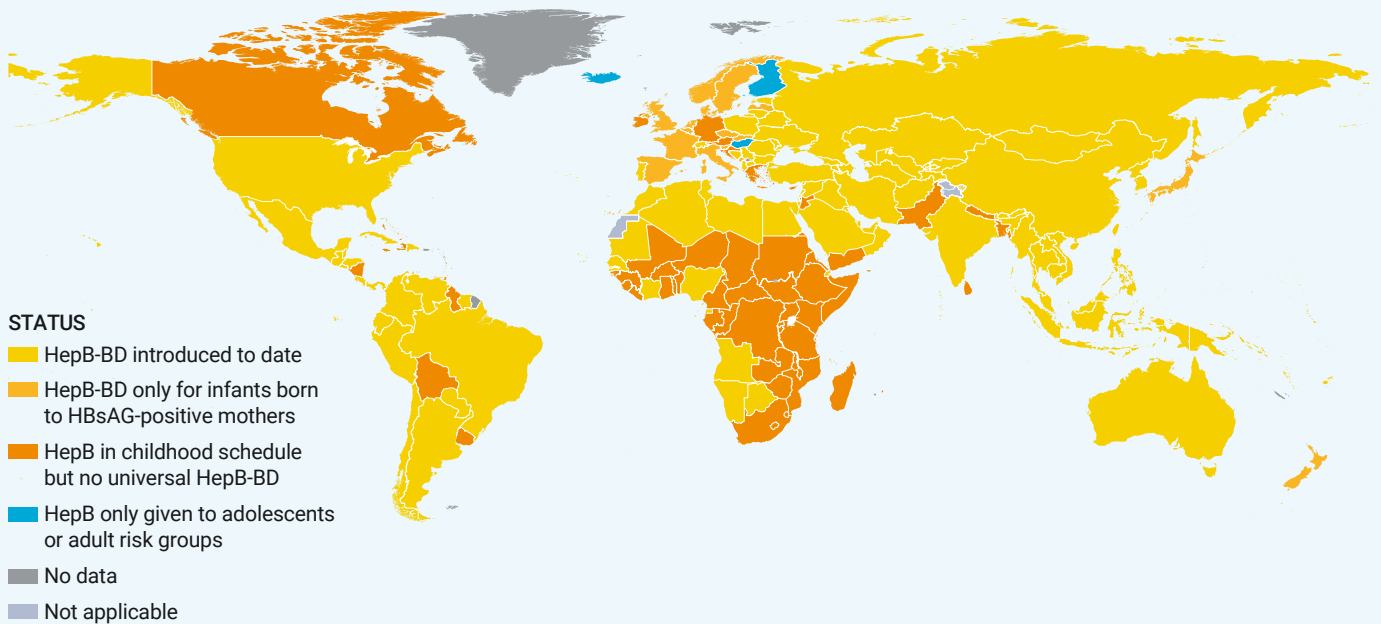 STATUS
HepB-BD introduced to date
HepB-BD only for infants born
to HBsAG-positive mothers
HepB in childhood schedule
but no universal HepB-BD
HepB only given to adolescents
or adult risk groups
No data
Not applicable